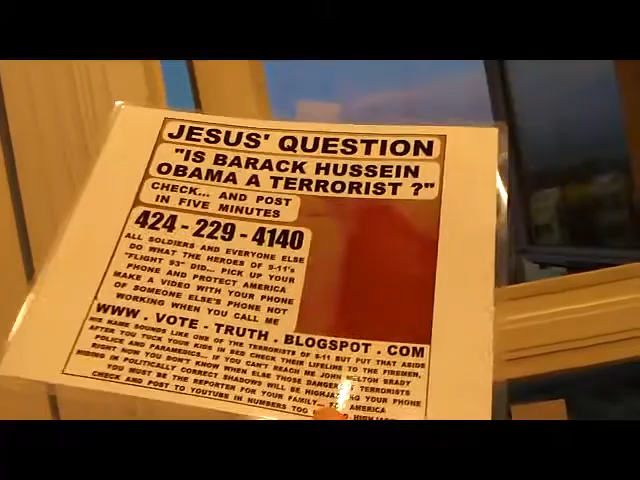 JESUS' QUESTION
"IS BARACK HUSSEIN
OBAMA A TERRORIST ?"
CHECK... AND POST
IN FIVE MINUTES
424-229-4140
ALL SOLDIERS AND EVERYONE ELSE
DO WHAT THE HEROES OF 9-11's
"FLIGHT 93" DID... PICK UP YOUR
PHONE AND PROTECT AMERICA
MAKE A VIDEO WITH YOUR PHONE
OF SOMEONE ELSE'S PHONE NOT
WORKING WHEN YOU CALL ME
WWW . VOTE - TRUTH . BLOGSPOT . COM
HIS NAME SOUNDS LIKE ONE OF THE TERRORISTS OF 9-11 BUT PUT THAT ASIDE
AFTER YOU TUCK YOUR KIDS IN BED CHECK THEIR LIFELINE TO THE FIREMEN,
POLICE AND PARAMEDICS... IF YOU CAN'T REACH ME JOHN ELTON BRADY
RIGHT NOW YOU DON'T KNOW WHEN ELSE THOSE DANGEROUS TERRORISTS
HIDING IN POLITICALLY CORRECT SHADOWS WILL BE HIGHJACKING YOUR PHONE
YOU MUST BE THE REPORTER FOR YOUR FAMILY... FOR AMERICA
CHECK AND POST TO YOUTUBE IN NUMBERS TOO